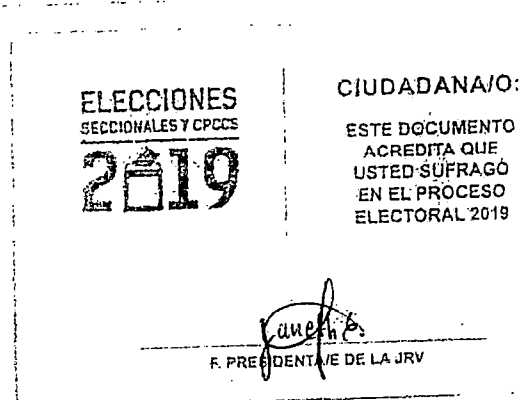 ELECCIONES
SECCIONALES Y CPCCS
2019
CIUDADANA/O:
ESTE DOCUMENTO
ACREDITA QUE
USTED SUFRAGÓ
EN EL PROCESO
ELECTORAL 2019
F. PRESIDENTA/E DE LA JRV